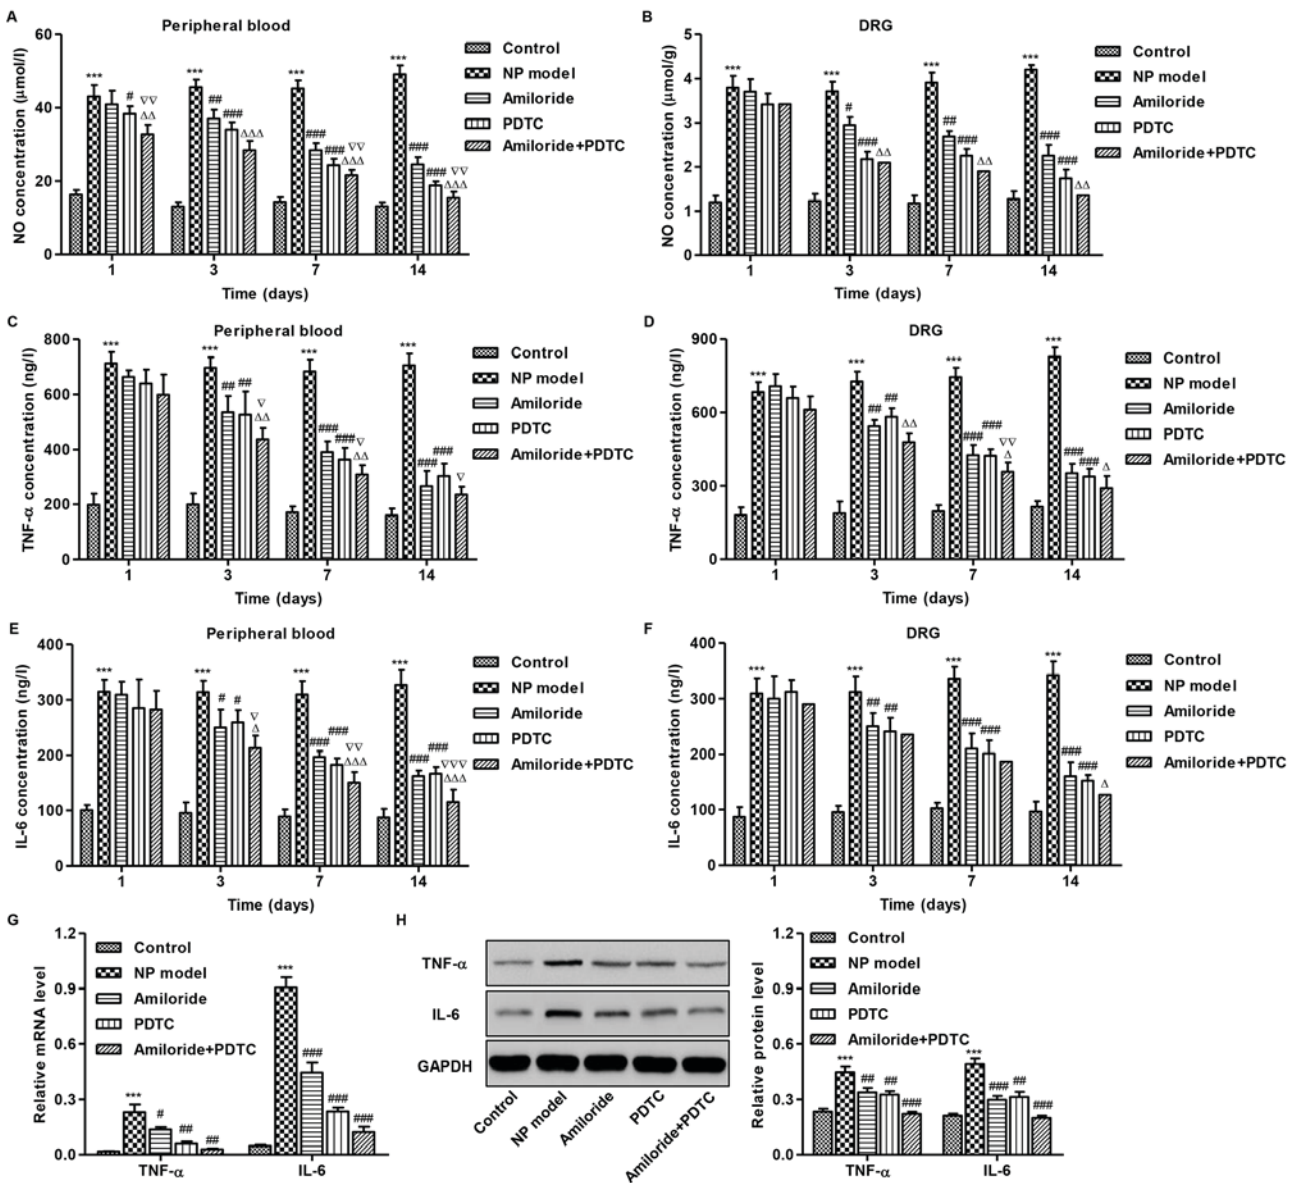 A
Peripheral blood
NO concentration (μmol/l)
60
40
20
0
*** *** *** ***
# ∇∇
ΔΔ
## ### ΔΔΔ
### ### ∇∇
ΔΔΔ
### ### ∇∇
ΔΔΔ
1 3 7 14
Time (days)
Control
NP model
Amiloride
PDTC
Amiloride+PDTC
B
DRG
NO concentration (μmol/g)
5
4
3
2
1
0
*** *** *** ***
# ### ΔΔ
## ### ΔΔ
### ### ΔΔ
1 3 7 14
Time (days)
Control
NP model
Amiloride
PDTC
Amiloride+PDTC
C
Peripheral blood
TNF-α concentration (ng/l)
800
600
400
200
0
*** *** *** ***
## ## ∇
ΔΔ
### ### ∇
ΔΔ
### ### ∇
1 3 7 14
Time (days)
Control
NP model
Amiloride
PDTC
Amiloride+PDTC
D
DRG
TNF-α concentration (ng/l)
900
600
300
0
*** *** *** ***
## ## ΔΔ
### ### ∇∇
Δ
### ### Δ
1 3 7 14
Time (days)
Control
NP model
Amiloride
PDTC
Amiloride+PDTC
E
Peripheral blood
IL-6 concentration (ng/l)
400
300
200
100
0
*** *** *** ***
# # ∇
Δ
### ### ∇∇
ΔΔΔ
### ### ∇∇∇
ΔΔΔ
1 3 7 14
Time (days)
Control
NP model
Amiloride
PDTC
Amiloride+PDTC
F
DRG
IL-6 concentration (ng/l)
400
300
200
100
0
*** *** *** ***
## ##
### ###
### ### Δ
1 3 7 14
Time (days)
Control
NP model
Amiloride
PDTC
Amiloride+PDTC
G
Relative mRNA level
1.2
0.9
0.6
0.3
0.0
Control
NP model
Amiloride
PDTC
Amiloride+PDTC
*** # ## ##
*** ### ### ###
TNF-α IL-6
H
TNF-α
IL-6
GAPDH
Control
NP model
Amiloride
PDTC
Amiloride+PDTC
Relative protein level
1.2
0.9
0.6
0.3
0.0
Control
NP model
Amiloride
PDTC
Amiloride+PDTC
*** ## ## ###
*** ### ## ###
TNF-α IL-6